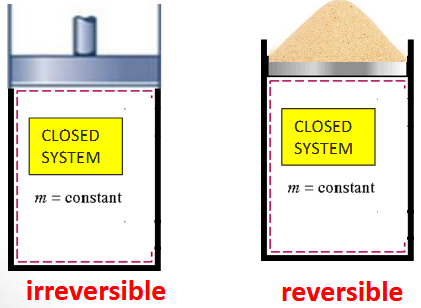 CLOSED
SYSTEM
m = constant
irreversible
CLOSED
SYSTEM
m = constant
reversible